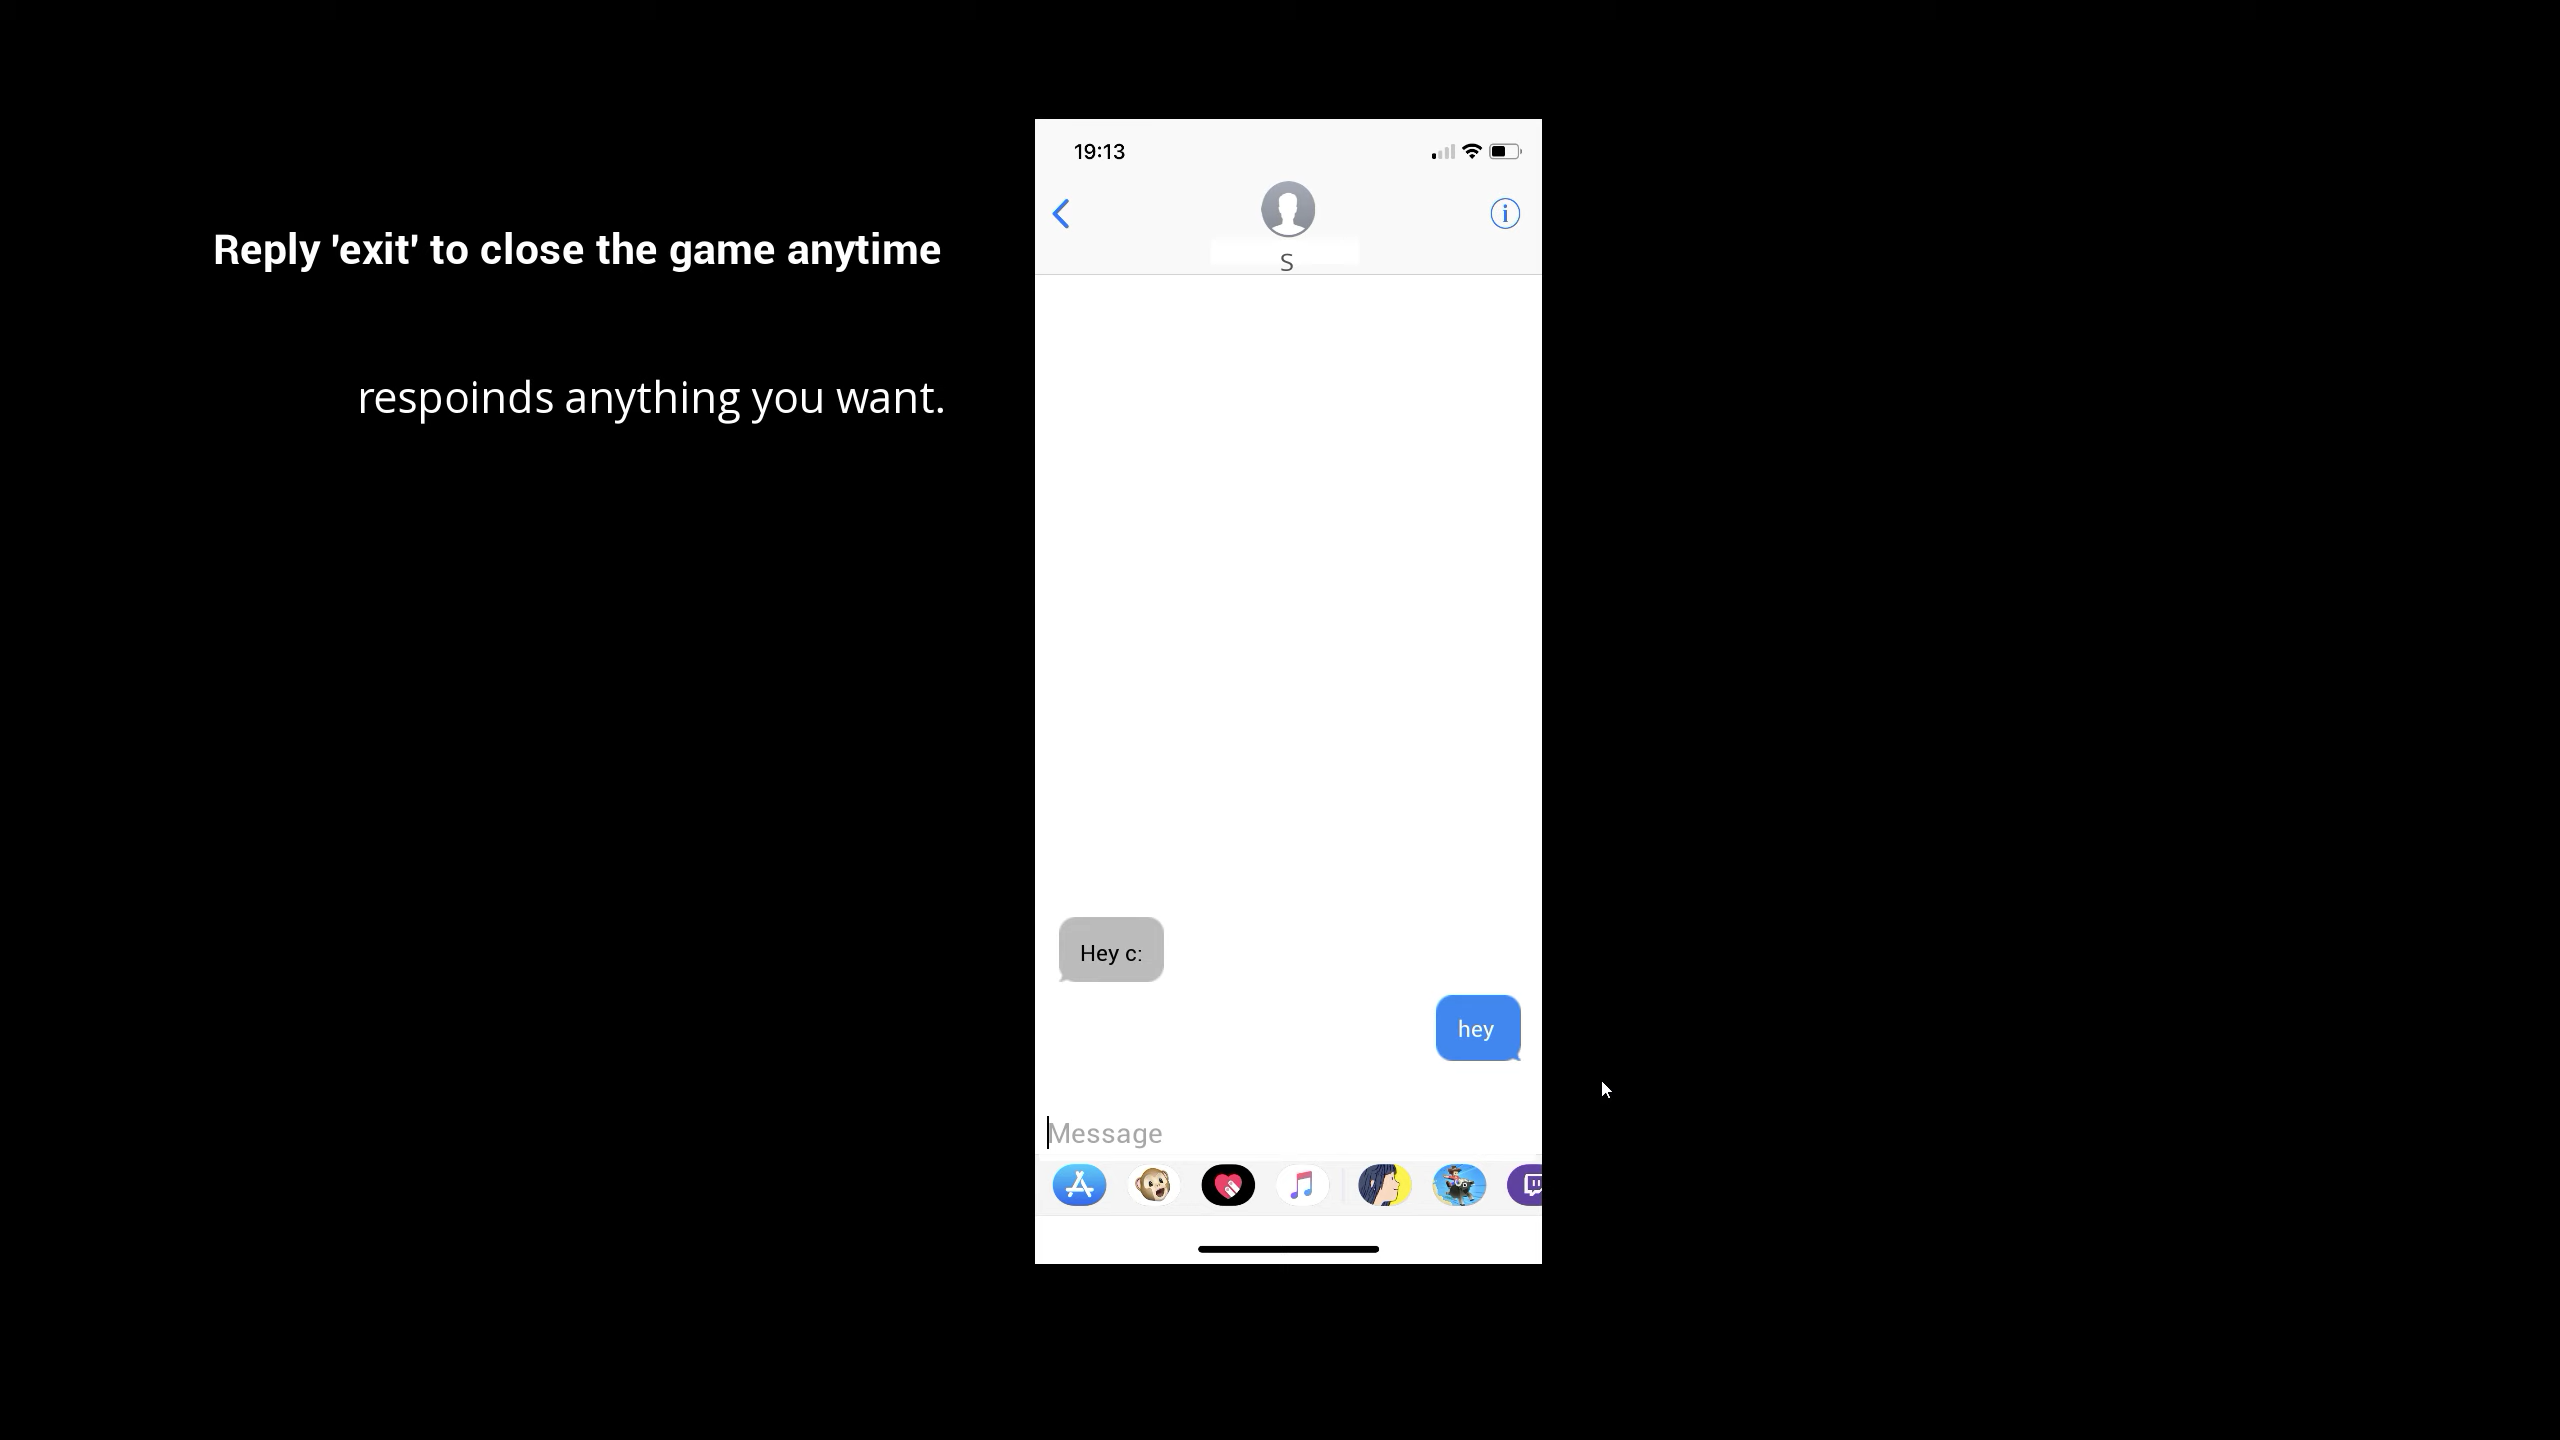 Reply 'exit' to close the game anytime
respoinds anything you want.
19:13
S
Hey c:
hey
Message